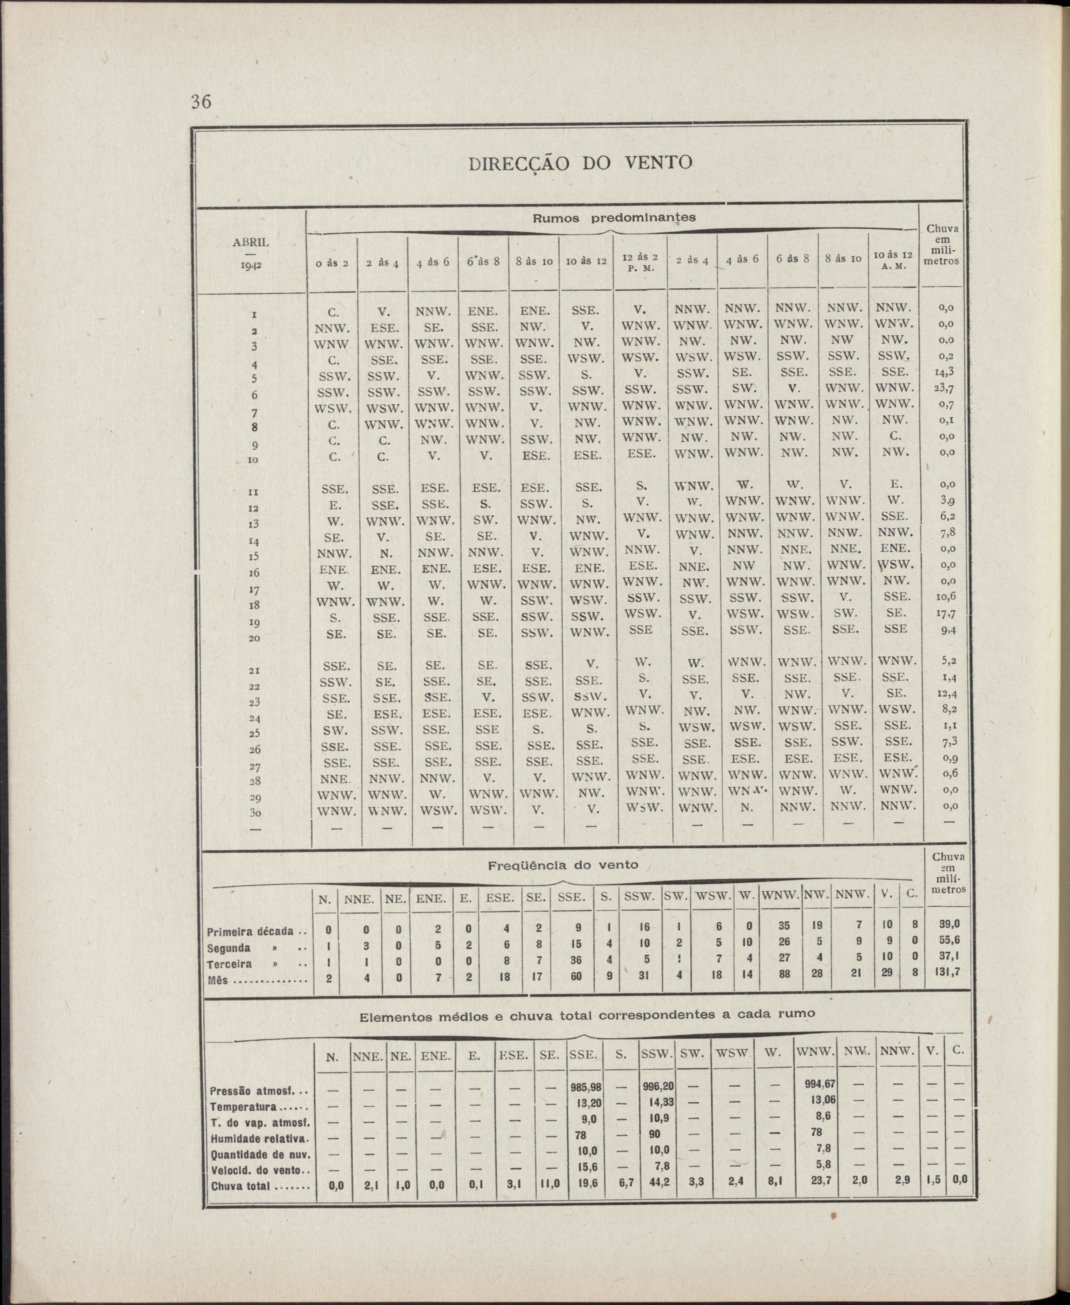 36
DIRECÇÃO DO VENTO
ABRIL
—
1942
Rumos predominantes
Chuva
em
mili-
metros
0 às 2 2 às 4 4 às 6 6 às 8 8 às 10 10 às 12 12 às 2 P. M. 2 às 4 4 às 6 6 às 8 8 às 10 10 às 12 A. M.
1 C. V. NNW. ENE. ENE. SSE. V. NNW. NNW. NNW. NNW. NNW. 0,0
2 NNW. ESE. SE. SSE. NW. V. WNW. WNW. WNW. WNW. WNW. WNW. 0,0
3 WNW WNW. WNW. WNW. WNW. NW. WNW. NW. NW. NW. NW NW. 0,0
4 C. SSE. SSE. SSE. SSE. WSW. WSW. WSW. WSW. SSW. SSW. SSW. 0,2
5 SSW. SSW. V. WNW. SSW. S. V. SSW. SE. SSE. SSE. SSE. 14,3
6 SSW. SSW. SSW. SSW. SSW. SSW. SSW. SSW. SW. V. WNW. WNW. 23,7
7 WSW. WSW. WNW. WNW. V. WNW. WNW. WNW. WNW. WNW. WNW. WNW. 0,7
8 C. WNW. WNW. WNW. V. NW. WNW. WNW. WNW. WNW. NW. NW. 0,1
9 C. C. NW. WNW. SSW. NW. WNW. NW. NW. NW. NW. C. 0,0
10 C. C. V. V. ESE. ESE. ESE. WNW. WNW. NW. NW. NW. 0,0
11 SSE. SSE. ESE. ESE. ESE. SSE. S. WNW. W. W. V. E. 0,0
12 E. SSE. SSE. S. SSW. S. V. W. WNW. WNW. WNW. W. 3,9
13 W. WNW. WNW. SW. WNW. NW. WNW. WNW. WNW. WNW. WNW. SSE. 6,2
14 SE. V. SE. SE. V. WNW. V. WNW. NNW. NNW. NNW. NNW. 7,8
15 NNW. N. NNW. NNW. V. WNW. NNW. V. NNW. NNE. NNE. ENE. 0,0
16 ENE. ENE. ENE. ESE. ESE. ENE. ESE. NNE. NW NW. WNW. WSW. 0,0
17 W. W. W. WNW. WNW. WNW. WNW. NW. WNW. WNW. WNW. NW. 0,0
18 WNW. WNW. W. W. SSW. WSW. SSW. SSW. SSW. SSW. V. SSE. 10,6
19 S. SSE. SSE. SSE. SSW. SSW. WSW. V. WSW. WSW. SW. SE. 17,7
20 SE. SE. SE. SE. SSW. WNW. SSE SSE. SSW. SSE. SSE. SSE 9,4
21 SSE. SE. SE. SE. SSE. V. W. W. WNW. WNW. WNW. WNW. 5,2
22 SSW. SE. SSE. SE. SSE. SSE. S. SSE. SSE. SSE. SSE. SSE. 1,4
23 SSE. SSE. SSE. V. SSW. SSW. V. V. V. NW. V. SE. 12,4
24 SE. ESE. ESE. ESE. ESE. WNW. WNW. NW. NW. WNW. WNW. WSW. 8,2
25 SW. SSW. SSE. SSE S. S. S. WSW. WSW. WSW. SSE. SSE. 1,1
26 SSE. SSE. SSE. SSE. SSE. SSE. SSE. SSE. SSE. SSE. SSW. SSE. 7,3
27 SSE. SSE. SSE. SSE. SSE. SSE. SSE. SSE. ESE. ESE. ESE. ESE. 0,9
28 NNE NNW. NNW. V. V. WNW. WNW. WNW. WNW. WNW. WNW. WNW. 0,6
29 WNW. WNW. W. WNW. WNW. NW. WNW. WNW. WNW. WNW. W. WNW. 0,0
30 WNW. WNW. WSW. WSW. V. V. WSW. WNW. N. NNW. NNW. NNW. 0,0
— — — — — — — — — — — — — —
Freqüência do vento
Chuva
em
mili-
metros
N. NNE. NE. ENE. E. ESE. SE. SSE. S. SSW. SW. WSW. W. WNW. NW. NNW. V. C.
Primeira década .. 0 0 0 2 0 4 2 9 1 16 1 6 0 35 19 7 10 8 39,0
Segunda » .. 1 3 0 5 2 6 8 15 4 10 2 5 10 26 5 9 9 0 55,6
Terceira » .. 1 1 0 0 0 8 7 36 4 5 1 7 4 27 4 5 10 0 37,1
Mês .............. 2 4 0 7 2 18 17 60 9 31 4 18 14 88 28 21 29 8 131,7
Elementos médios e chuva total correspondentes a cada rumo
N. NNE. NE. ENE. E. ESE. SE. SSE. S. SSW. SW. WSW W. WNW. NW. NNW. V. C.
Pressão atmosf. .. — — — — — — — 985,98 — 996,20 — — — 994,67 — — — —
Temperatura ...... — — — — — — — 13,20 — 14,33 — — — 13,06 — — — —
T. do vap. atmosf. — — — — — — — 9,0 — 10,9 — — — 8,6 — — — —
Humidade relativa. — — — — — — — 78 — 90 — — — 78 — — — —
Quantidade de nuv. — — — — — — — 10,0 — 10,0 — — — 7,8 — — — —
Velocid. do vento.. — — — — — — — 15,6 — 7,8 — — — 5,8 — — — —
Chuva total ....... 0,0 2,1 1,0 0,0 0,1 3,1 11,0 19,6 6,7 44,2 3,3 2,4 8,1 23,7 2,0 2,9 1,5 0,0